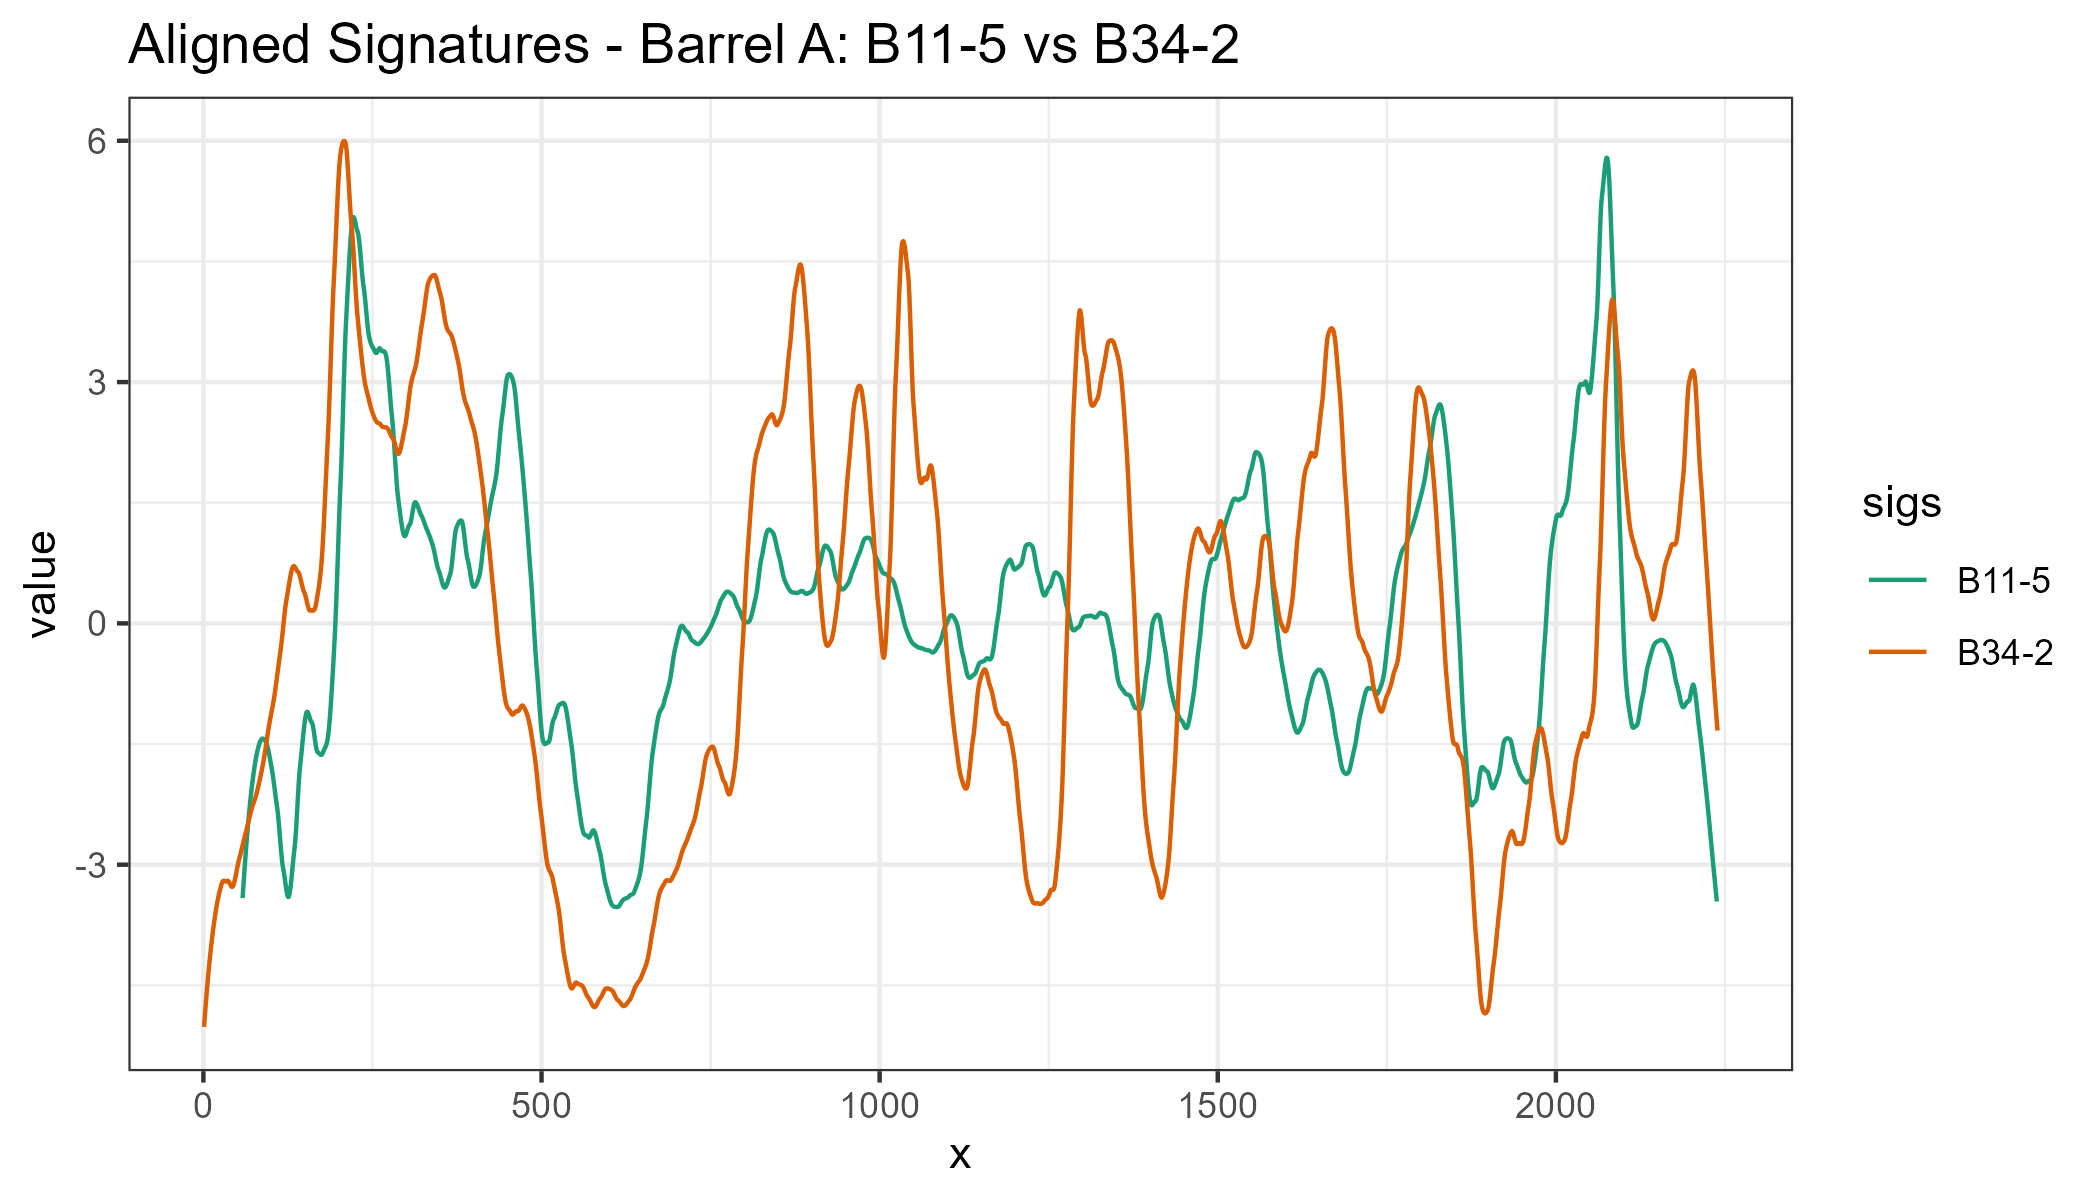 Aligned Signatures - Barrel A: B11-5 vs B34-2
6
3
0
-3
value
0 500 1000 1500 2000
x
sigs
B11-5
B34-2